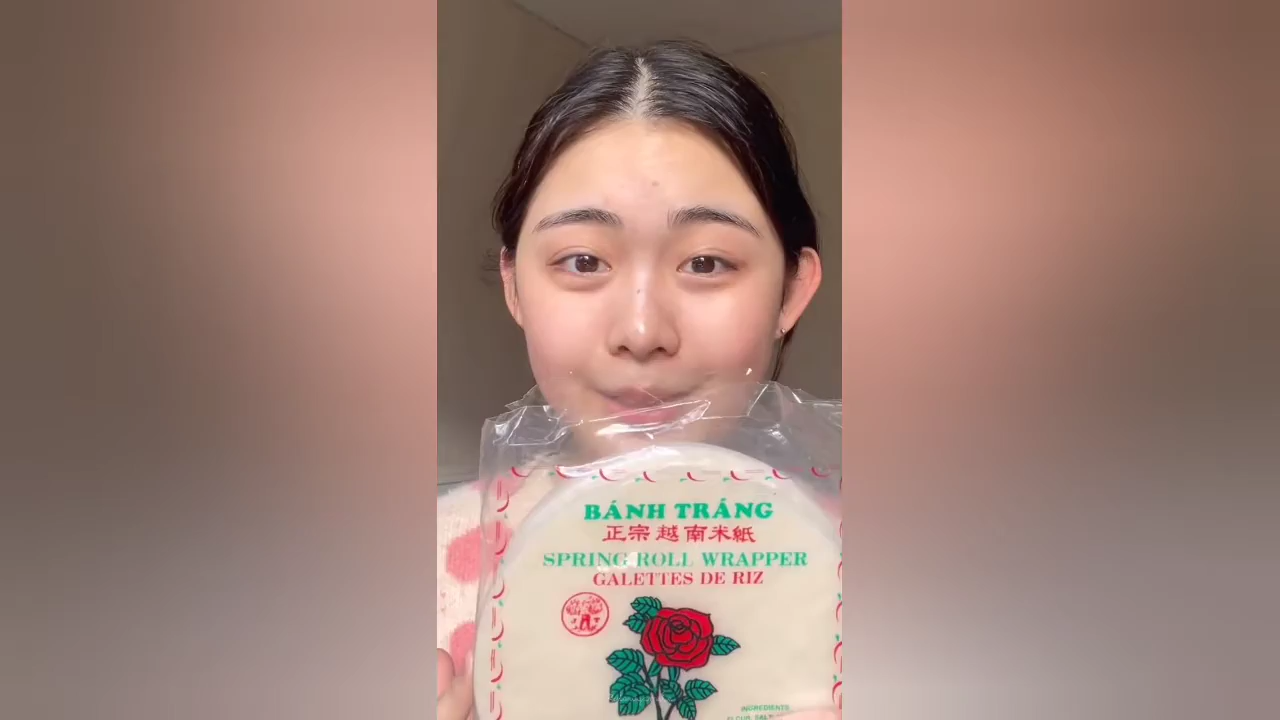 BÁNH TRÁNG
正宗越南米紙
SPRING ROLL WRAPPER
GALETTES DE RIZ
INGREDIENTS